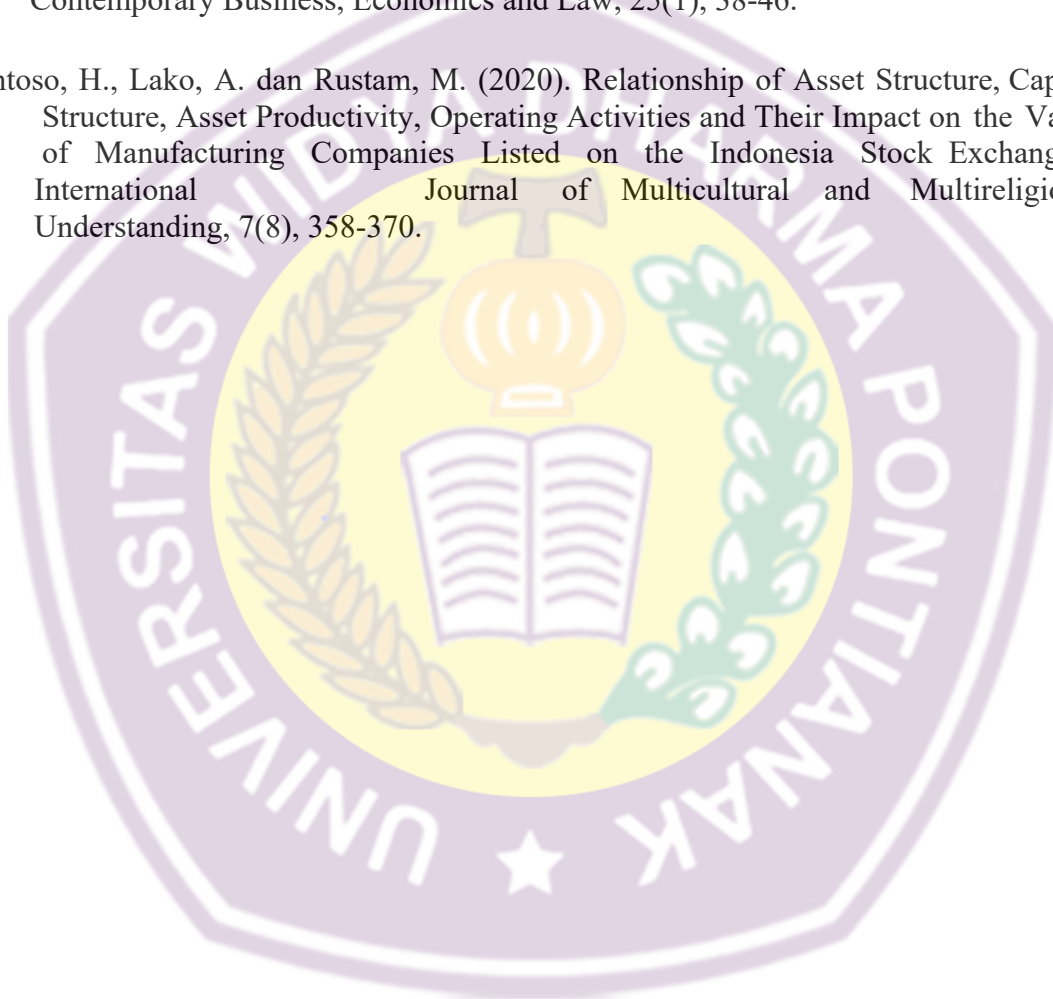 Contemporary Business, Economics and Law, 25(1), 38-46.
ntoso, H., Lako, A. dan Rustam, M. (2020). Relationship of Asset Structure, Cap
Structure, Asset Productivity, Operating Activities and Their Impact on the Va
of Manufacturing Companies Listed on the Indonesia Stock Exchang
International Journal of Multicultural and Multireligio
Understanding, 7(8), 358-370.
UNIVERSITAS WIDYA DHARMA PONTIANAK